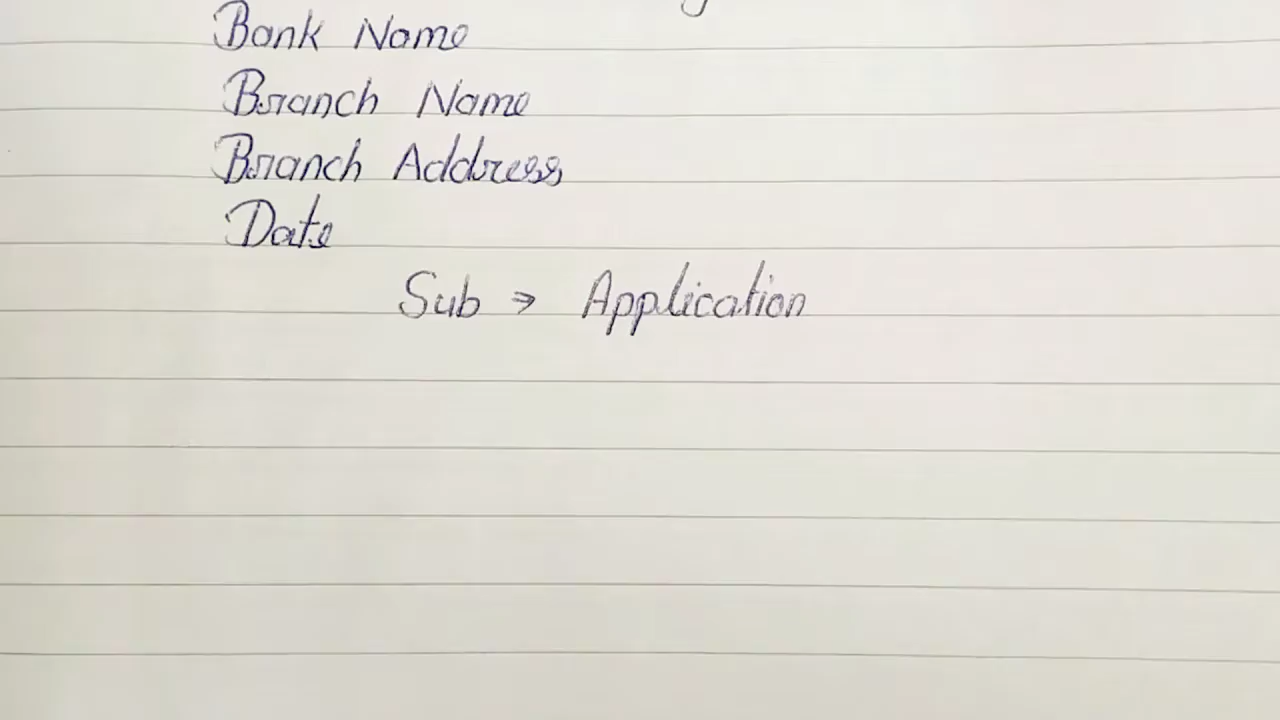 Bank Name
Branch Name
Branch Address
Date
Sub → Application